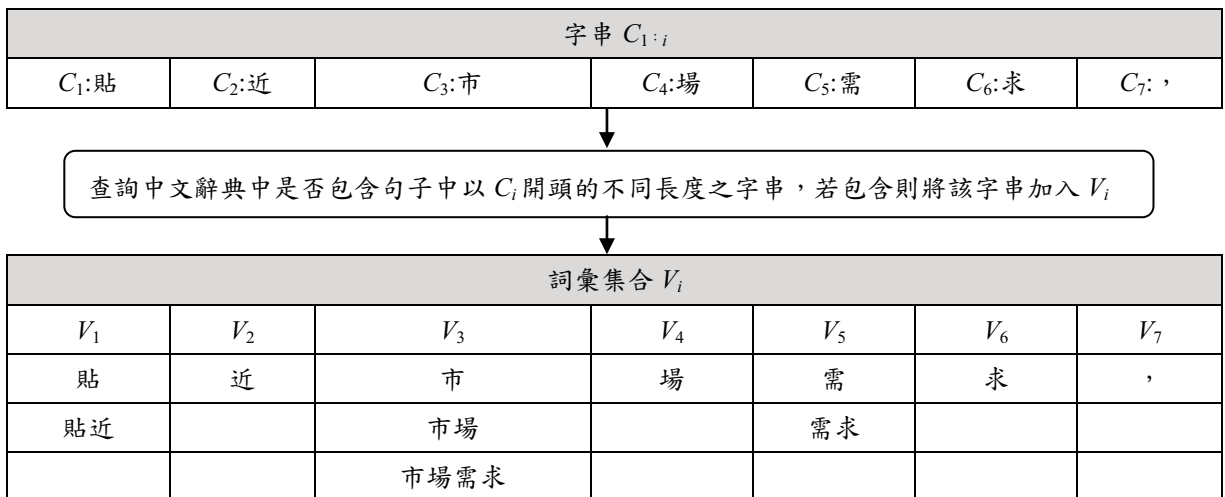 字串 C1:i
C1:貼 C2:近 C3:市 C4:場 C5:需 C6:求 C7:，
查詢中文辭典中是否包含句子中以 Ci 開頭的不同長度之字串，若包含則將該字串加入 Vi
詞彙集合 Vi
V1 V2 V3 V4 V5 V6 V7
貼 近 市 場 需 求 ，
貼近 市場 需求
市場需求